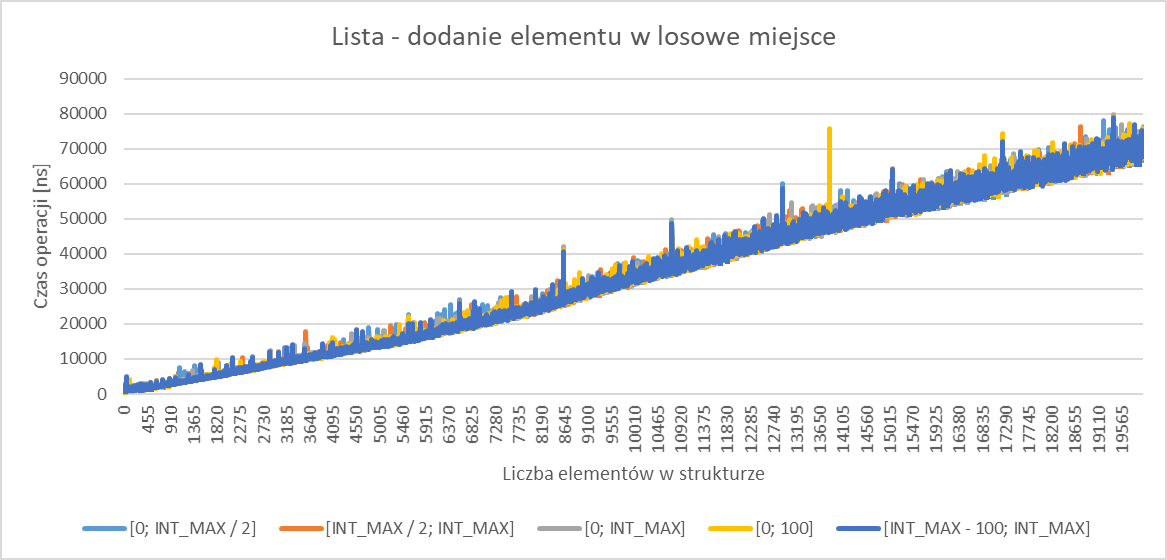 Lista - dodanie elementu w losowe miejsce
Czas operacji [ns]
90000
80000
70000
60000
50000
40000
30000
20000
10000
0
0 455 910 1365 1820 2275 2730 3185 3640 4095 4550 5005 5460 5915 6370 6825 7280 7735 8190 8645 9100 9555 10010 10465 10920 11375 11830 12285 12740 13195 13650 14105 14560 15015 15470 15925 16380 16835 17290 17745 18200 18655 19110 19565
Liczba elementów w strukturze
[0; INT_MAX / 2] [INT_MAX / 2; INT_MAX] [0; INT_MAX] [0; 100] [INT_MAX - 100; INT_MAX]